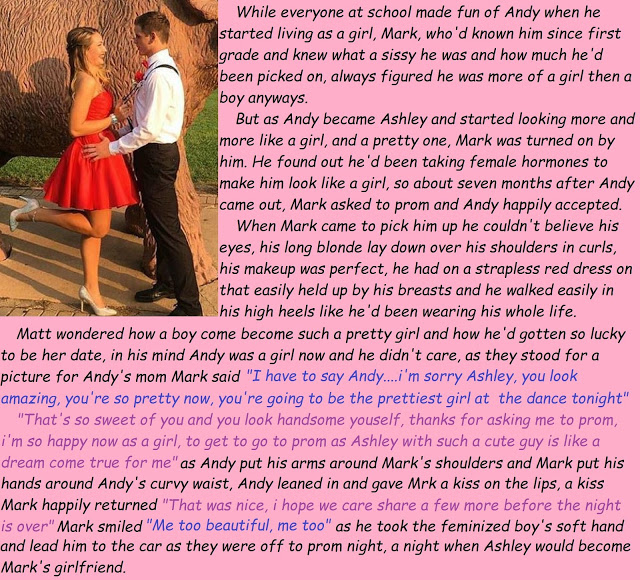 While everyone at school made fun of Andy when he
started living as a girl, Mark, who'd known him since first
grade and knew what a sissy he was and how much he'd
been picked on, always figured he was more of a girl then a
boy anyways.
But as Andy became Ashley and started looking more and
more like a girl, and a pretty one, Mark was turned on by
him. He found out he'd been taking female hormones to
make him look like a girl, so about seven months after Andy
came out, Mark asked to prom and Andy happily accepted.
When Mark came to pick him up he couldn't believe his
eyes, his long blonde lay down over his shoulders in curls,
his makeup was perfect, he had on a strapless red dress on
that easily held up by his breasts and he walked easily in
his high heels like he'd been wearing his whole life.
Matt wondered how a boy come become such a pretty girl and how he'd gotten so lucky
to be her date, in his mind Andy was a girl now and he didn't care, as they stood for a
picture for Andy's mom Mark said "I have to say Andy....i'm sorry Ashley, you look
amazing, you're so pretty now, you're going to be the prettiest girl at the dance tonight"
"That's so sweet of you and you look handsome youself, thanks for asking me to prom,
i'm so happy now as a girl, to get to go to prom as Ashley with such a cute guy is like a
dream come true for me" as Andy put his arms around Mark's shoulders and Mark put his
hands around Andy's curvy waist, Andy leaned in and gave Mrk a kiss on the lips, a kiss
Mark happily returned "That was nice, i hope we care share a few more before the night
is over" Mark smiled "Me too beautiful, me too" as he took the feminized boy's soft hand
and lead him to the car as they were off to prom night, a night when Ashley would become
Mark's girlfriend.